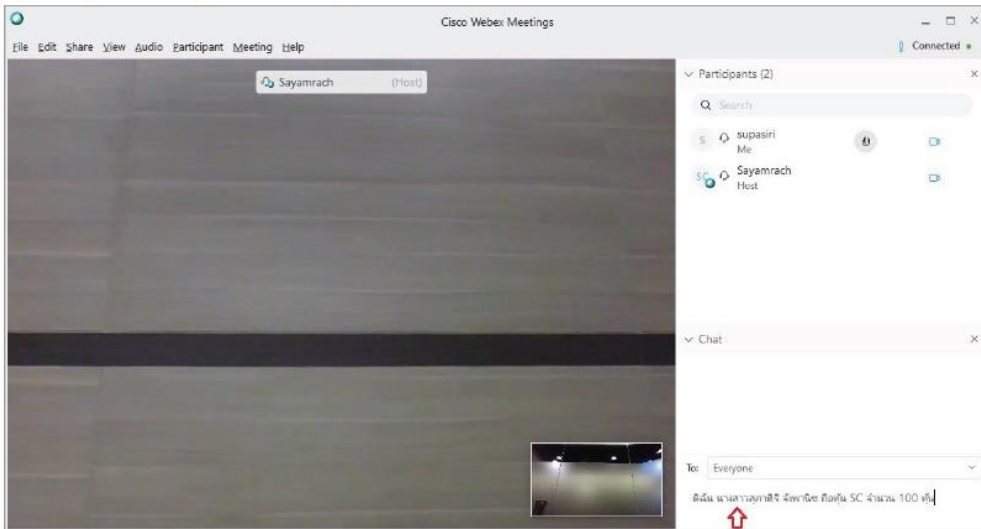 Cisco Webex Meetings
File Edit Share View Audio Participant Meeting Help
Connected
Sayamrach (Host)
Participants (2)
Search
S supasiri
Me
SC Sayamrach
Host
Chat
To: Everyone
ดิฉัน นางสาวสุภาศิริ จังพานิช ถือหุ้น SC จำนวน 100 หุ้น